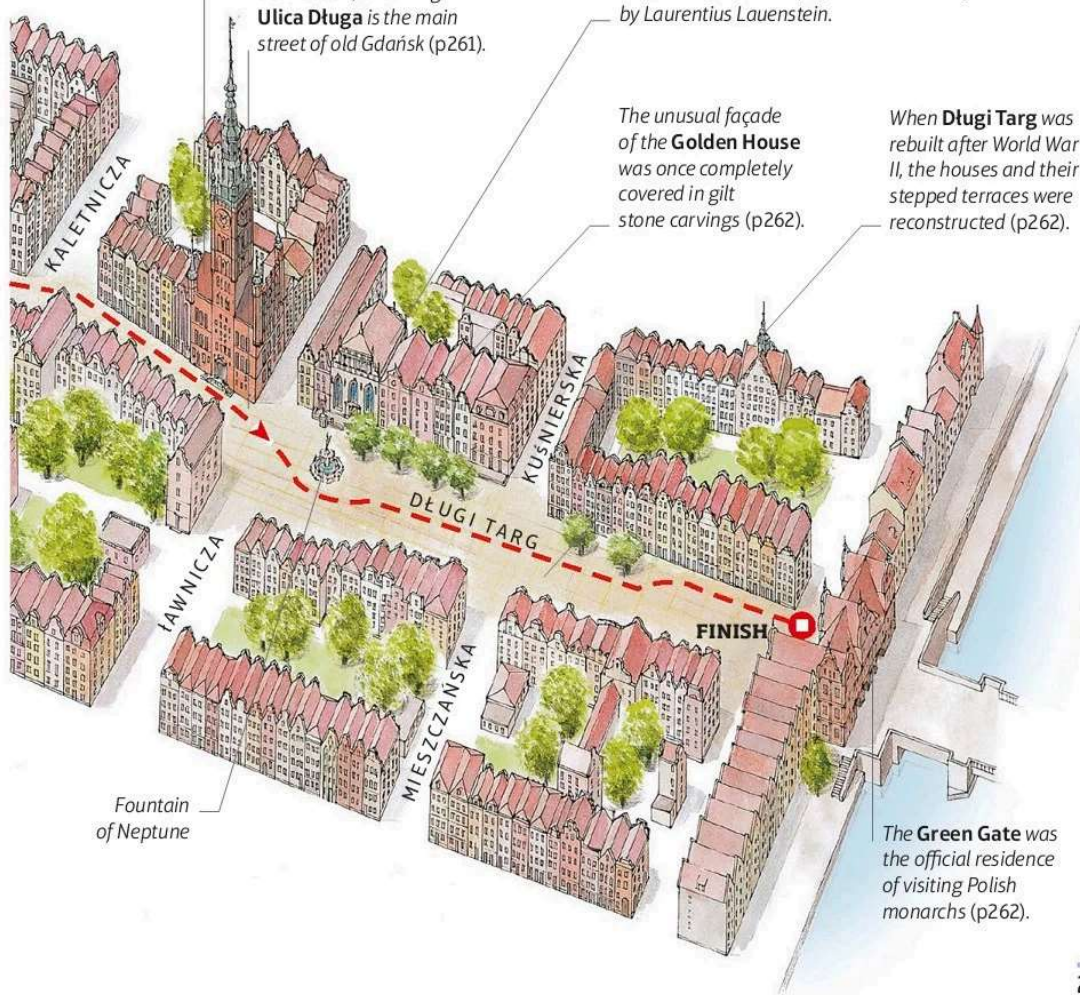 Ulica Długa is the main
street of old Gdańsk (p261).
by Laurentius Lauenstein.
The unusual façade
of the Golden House
was once completely
covered in gilt
stone carvings (p262).
When Długi Targ was
rebuilt after World War
II, the houses and their
stepped terraces were
reconstructed (p262).
KALETNICZA
KUŚNIERSKA
DŁUGI TARG
FINISH
ŁAWNICZA
MIESZCZAŃSKA
Fountain
of Neptune
The Green Gate was
the official residence
of visiting Polish
monarchs (p262).